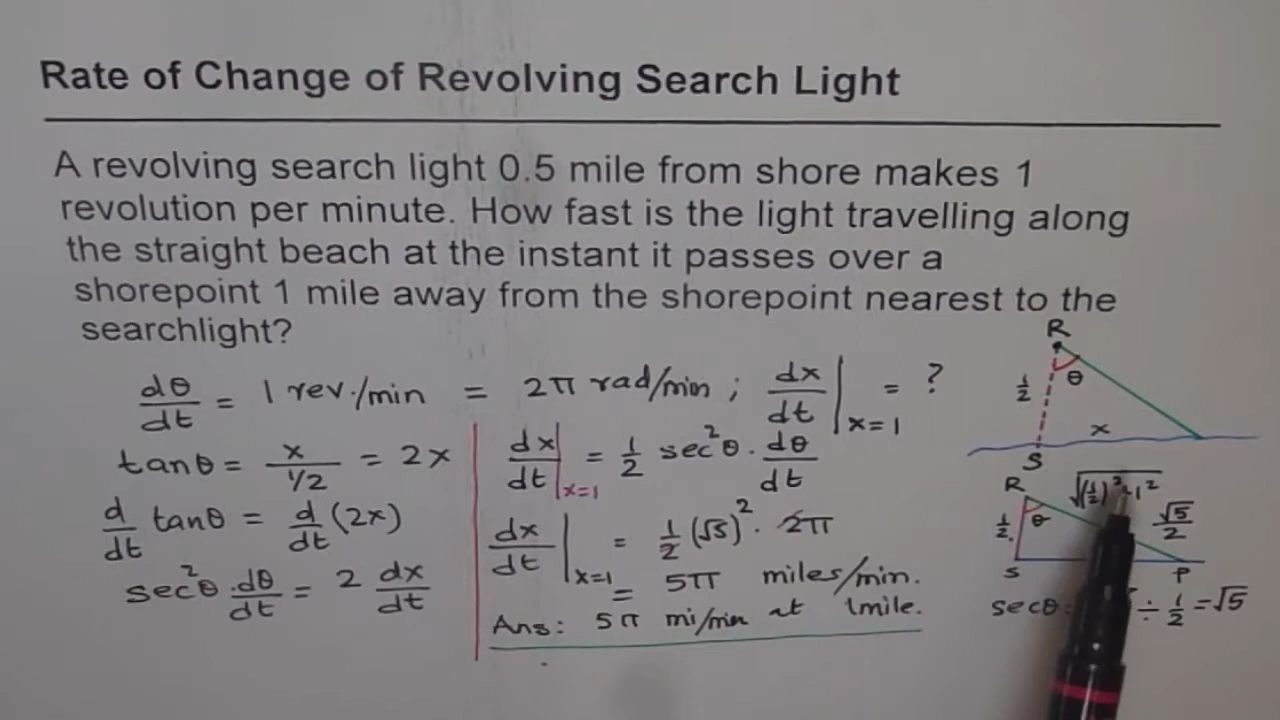 Rate of Change of Revolving Search Light
A revolving search light 0.5 mile from shore makes 1
revolution per minute. How fast is the light travelling along
the straight beach at the instant it passes over a
shorepoint 1 mile away from the shorepoint nearest to the
searchlight?
dθ/dt = 1 rev./min = 2π rad/min ; dx/dt |x=1 = ?
tanθ = x/(1/2) = 2x
d/dt tanθ = d/dt (2x)
sec²θ . dθ/dt = 2 dx/dt
dx/dt |x=1 = 1/2 sec²θ . dθ/dt
dx/dt |x=1 = 1/2 (√5)² . 2π
= 5π miles/min.
Ans: 5π mi/min at 1mile.
R
1/2 θ
x
S
R √((1/2)²+1²)
1/2 θ √5/2
S P
secθ ÷ 1/2 = √5